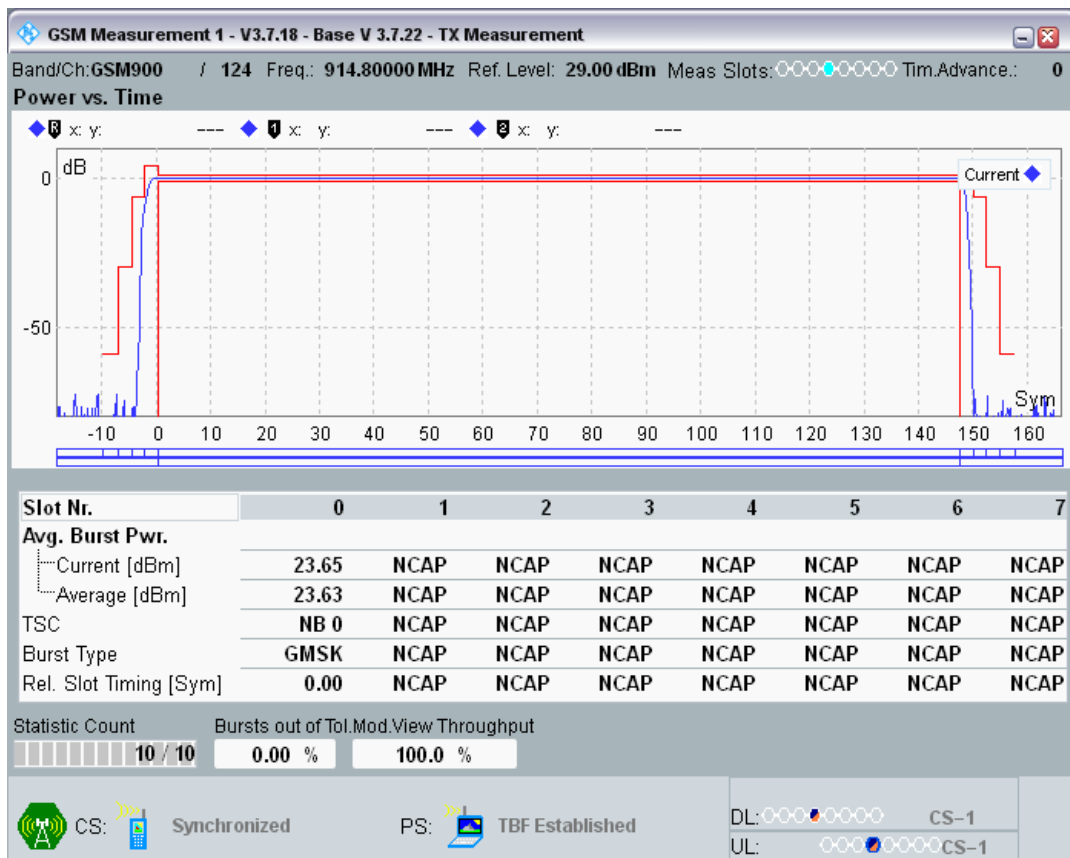 GSM Measurement 1 - V3.7.18 - Base V 3.7.22 - TX Measurement
Band/Ch:GSM900 / 124 Freq.: 914.80000 MHz Ref. Level: 29.00 dBm Meas Slots: Tim.Advance.: 0
Power vs. Time
R x: y: --- 1 x: y: --- 2 x: y: ---
dB
Current
0
-50
Sym
-10 0 10 20 30 40 50 60 70 80 90 100 110 120 130 140 150 160
Slot Nr. 0 1 2 3 4 5 6 7
Avg. Burst Pwr.
Current [dBm] 23.65 NCAP NCAP NCAP NCAP NCAP NCAP NCAP
Average [dBm] 23.63 NCAP NCAP NCAP NCAP NCAP NCAP NCAP
TSC NB 0 NCAP NCAP NCAP NCAP NCAP NCAP NCAP
Burst Type GMSK NCAP NCAP NCAP NCAP NCAP NCAP NCAP
Rel. Slot Timing [Sym] 0.00 NCAP NCAP NCAP NCAP NCAP NCAP NCAP
Statistic Count Bursts out of Tol. Mod.View Throughput
10 / 10 0.00 % 100.0 %
CS: Synchronized PS: TBF Established
DL: CS-1
UL: CS-1